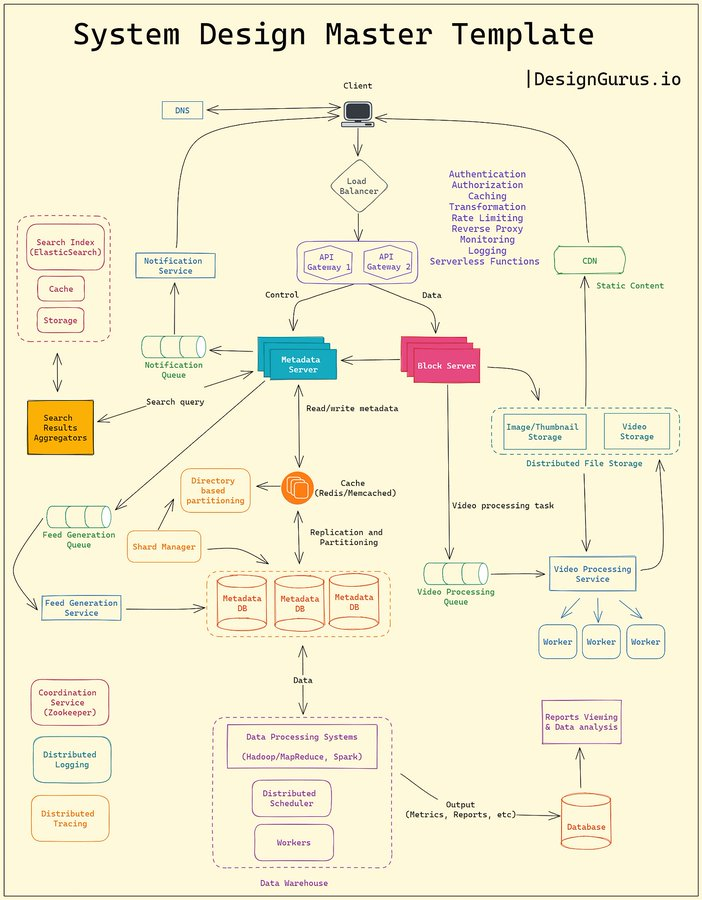 System Design Master Template
|DesignGurus.io
Client
DNS
Load
Balancer
Authentication
Authorization
Caching
Transformation
Rate Limiting
Reverse Proxy
Monitoring
Logging
Serverless Functions
Search Index
(ElasticSearch)
Cache
Storage
Notification
Service
API
Gateway 1
API
Gateway 2
CDN
Static Content
Control
Data
Notification
Queue
Metadata
Server
Block Server
Search query
Read/write metadata
Search
Results
Aggregators
Image/Thumbnail
Storage
Video
Storage
Distributed File Storage
Directory
based
partitioning
Cache
(Redis/Memcached)
Video processing task
Feed Generation
Queue
Shard Manager
Replication and
Partitioning
Video Processing
Queue
Video Processing
Service
Feed Generation
Service
Metadata
DB
Metadata
DB
Metadata
DB
Worker
Worker
Worker
Data
Coordination
Service
(Zookeeper)
Distributed
Logging
Distributed
Tracing
Data Processing Systems
(Hadoop/MapReduce, Spark)
Distributed
Scheduler
Workers
Data Warehouse
Output
(Metrics, Reports, etc)
Reports Viewing
& Data analysis
Database